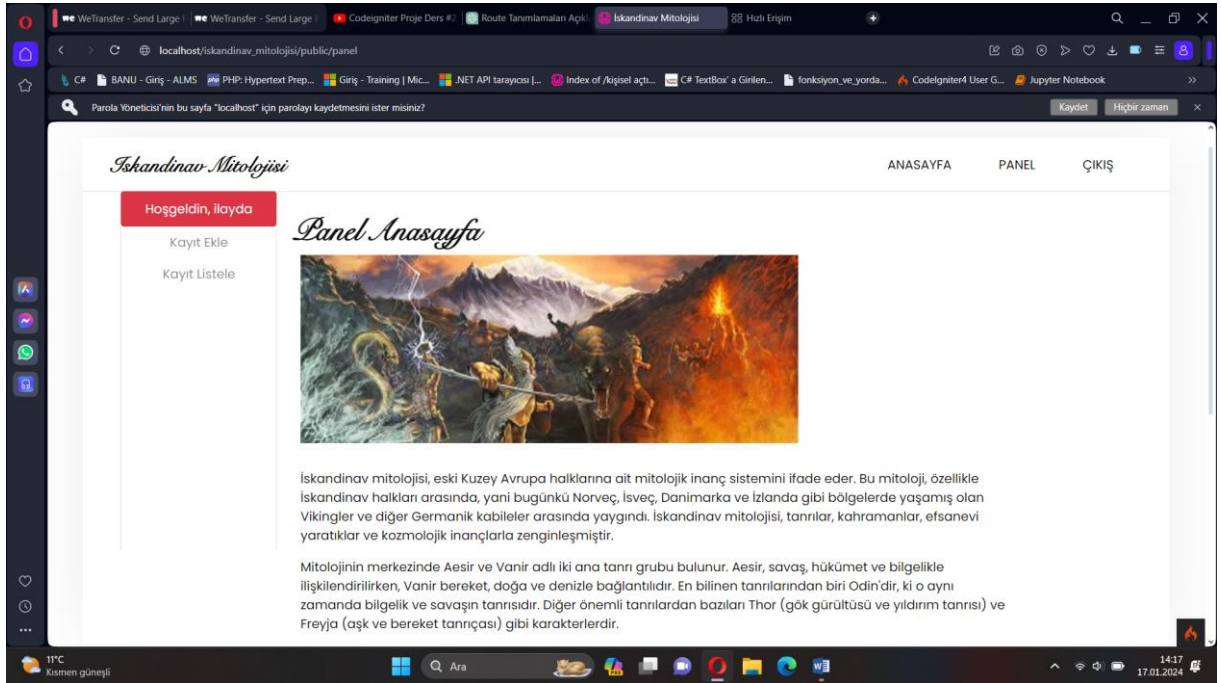 WeTransfer - Send Large F
WeTransfer - Send Large F
Codeigniter Proje Ders #2
Route Tanımlamaları Açıkl
İskandinav Mitolojisi
Hızlı Erişim
localhost/iskandinav_mitolojisi/public/panel
C#
BANU - Giriş - ALMS
PHP: Hypertext Prep...
Giriş - Training | Mic...
.NET API tarayıcısı |...
Index of /kişisel açtı...
C# TextBox' a Girilen...
fonksiyon_ve_yorda...
CodeIgniter4 User G...
Jupyter Notebook
Parola Yöneticisi'nin bu sayfa "localhost" için parolayı kaydetmesini ister misiniz?
Kaydet
Hiçbir zaman
Iskandinav Mitolojisi
ANASAYFA
PANEL
ÇIKIŞ
Hoşgeldin, ilayda
Kayıt Ekle
Kayıt Listele
Panel Anasayfa
İskandinav mitolojisi, eski Kuzey Avrupa halklarına ait mitolojik inanç sistemini ifade eder. Bu mitoloji, özellikle
İskandinav halkları arasında, yani bugünkü Norveç, İsveç, Danimarka ve İzlanda gibi bölgelerde yaşamış olan
Vikingler ve diğer Germanik kabileler arasında yaygındı. İskandinav mitolojisi, tanrılar, kahramanlar, efsanevi
yaratıklar ve kozmolojik inançlarla zenginleşmiştir.
Mitolojinin merkezinde Aesir ve Vanir adlı iki ana tanrı grubu bulunur. Aesir, savaş, hükümet ve bilgelikle
ilişkilendirilirken, Vanir bereket, doğa ve denizle bağlantılıdır. En bilinen tanrılarından biri Odin'dir, ki o aynı
zamanda bilgelik ve savaşın tanrısıdır. Diğer önemli tanrılardan bazıları Thor (gök gürültüsü ve yıldırım tanrısı) ve
Freyja (aşk ve bereket tanrıçası) gibi karakterlerdir.
11°C
Kısmen güneşli
Ara
14:17
17.01.2024